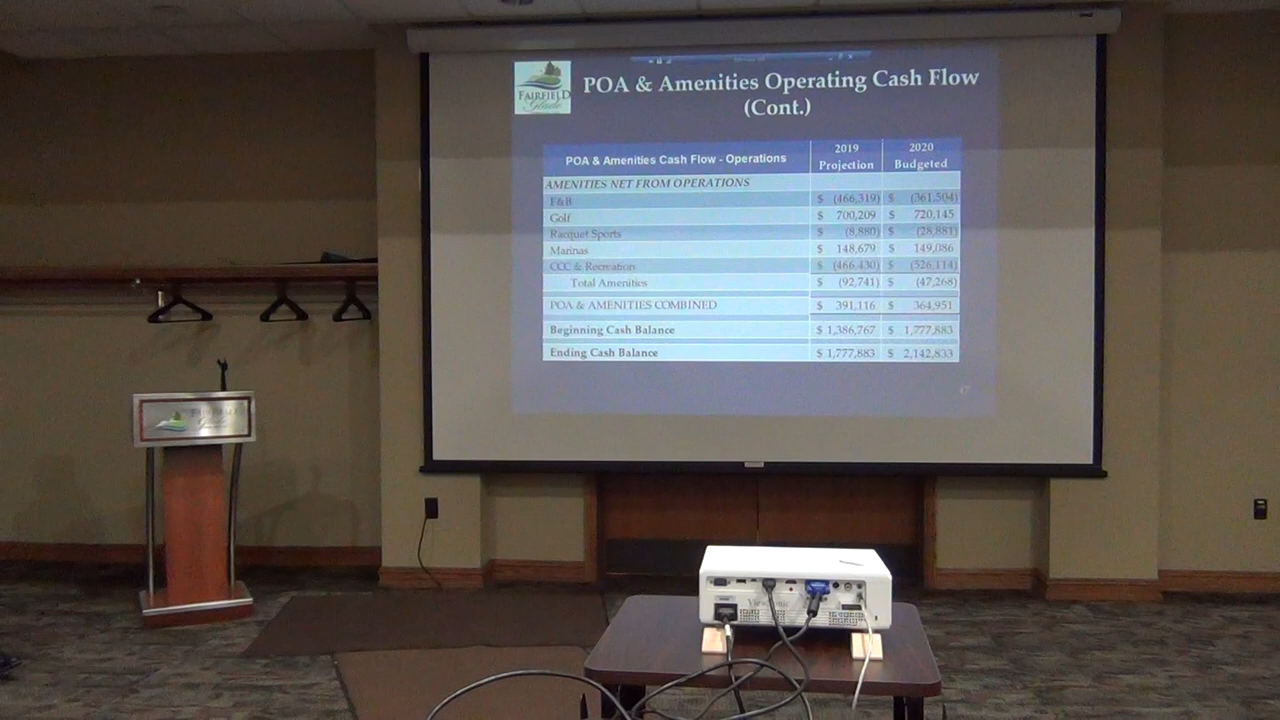 FAIRFIELD
Glade
POA & Amenities Operating Cash Flow
(Cont.)
POA & Amenities Cash Flow - Operations 2019 Projection 2020 Budgeted
AMENITIES NET FROM OPERATIONS
F&B $ (466,319) $ (361,504)
Golf $ 700,209 $ 720,145
Racquet Sports $ (8,880) $ (28,881)
Marinas $ 148,679 $ 149,086
CCC & Recreation $ (466,430) $ (526,114)
Total Amenities $ (92,741) $ (47,268)
POA & AMENITIES COMBINED $ 391,116 $ 364,951
Beginning Cash Balance $ 1,386,767 $ 1,777,883
Ending Cash Balance $ 1,777,883 $ 2,142,833
47
FAIRFIELD
Glade
ViewSonic